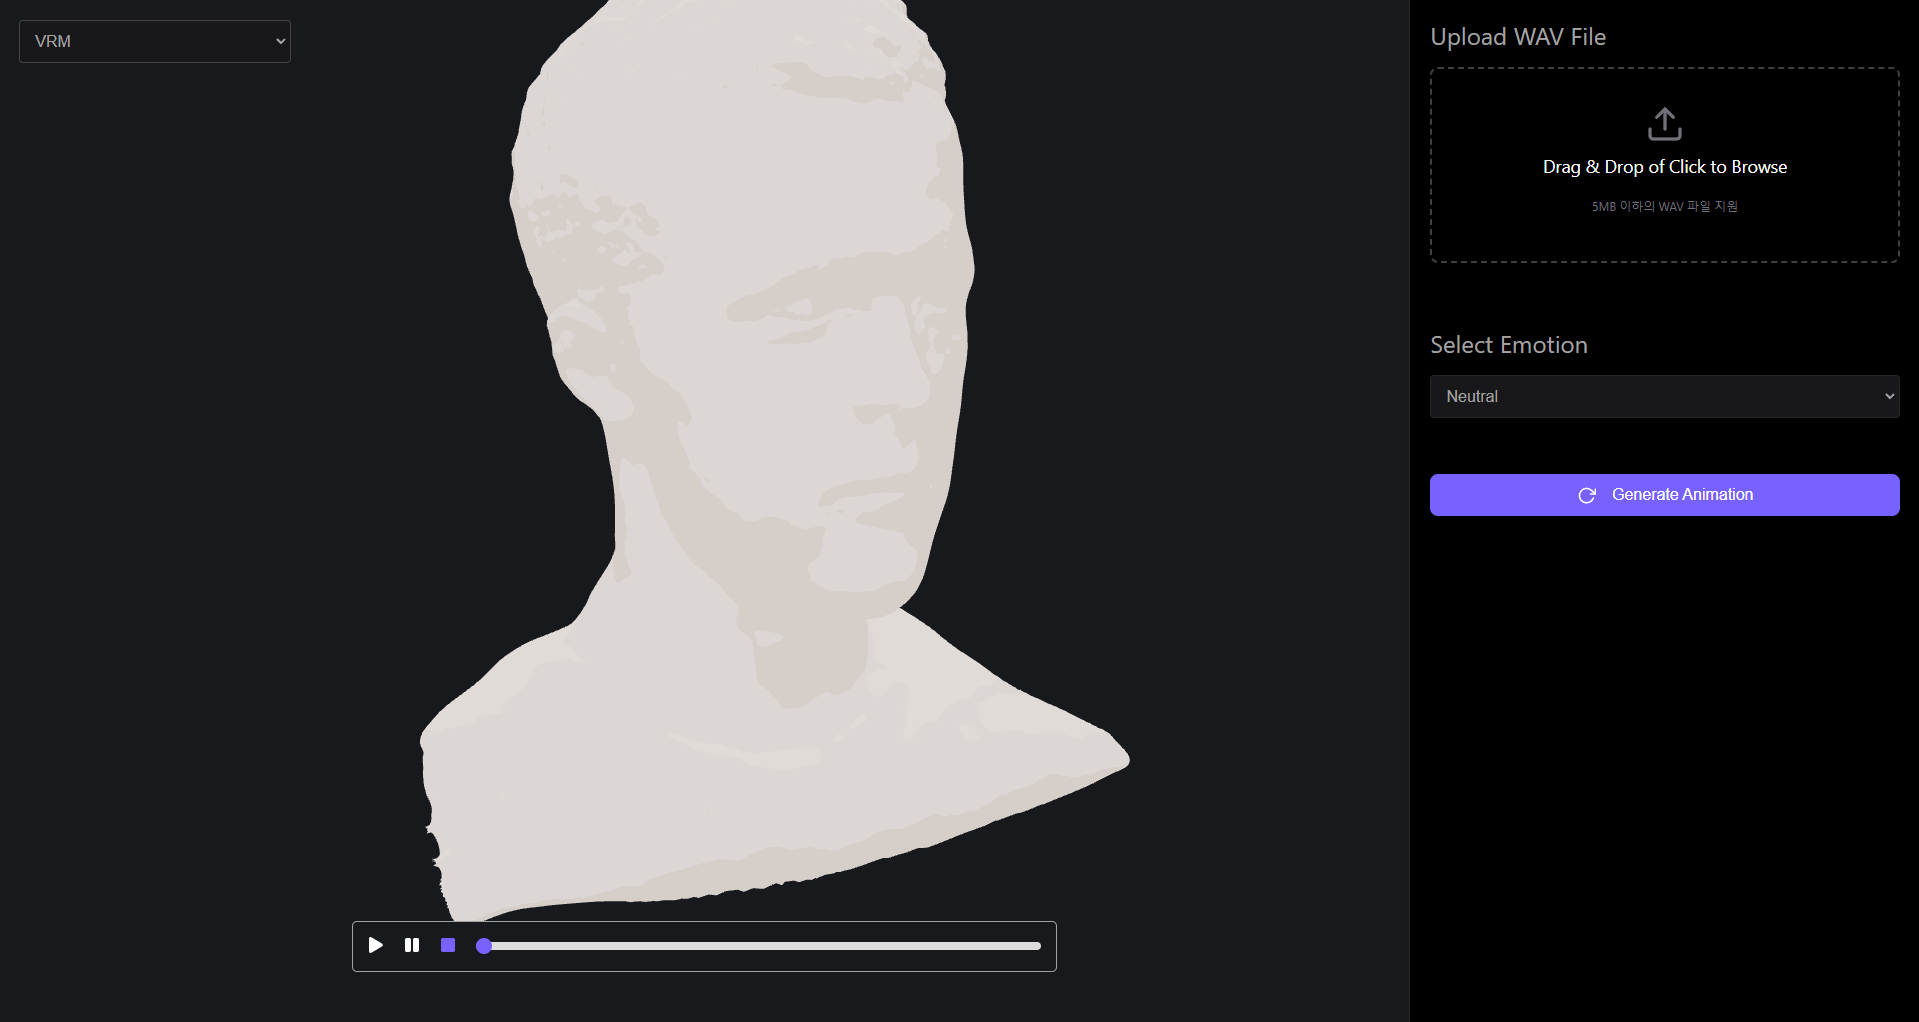 VRM
Upload WAV File
Drag & Drop of Click to Browse
5MB 이하의 WAV 파일 지원
Select Emotion
Neutral
Generate Animation